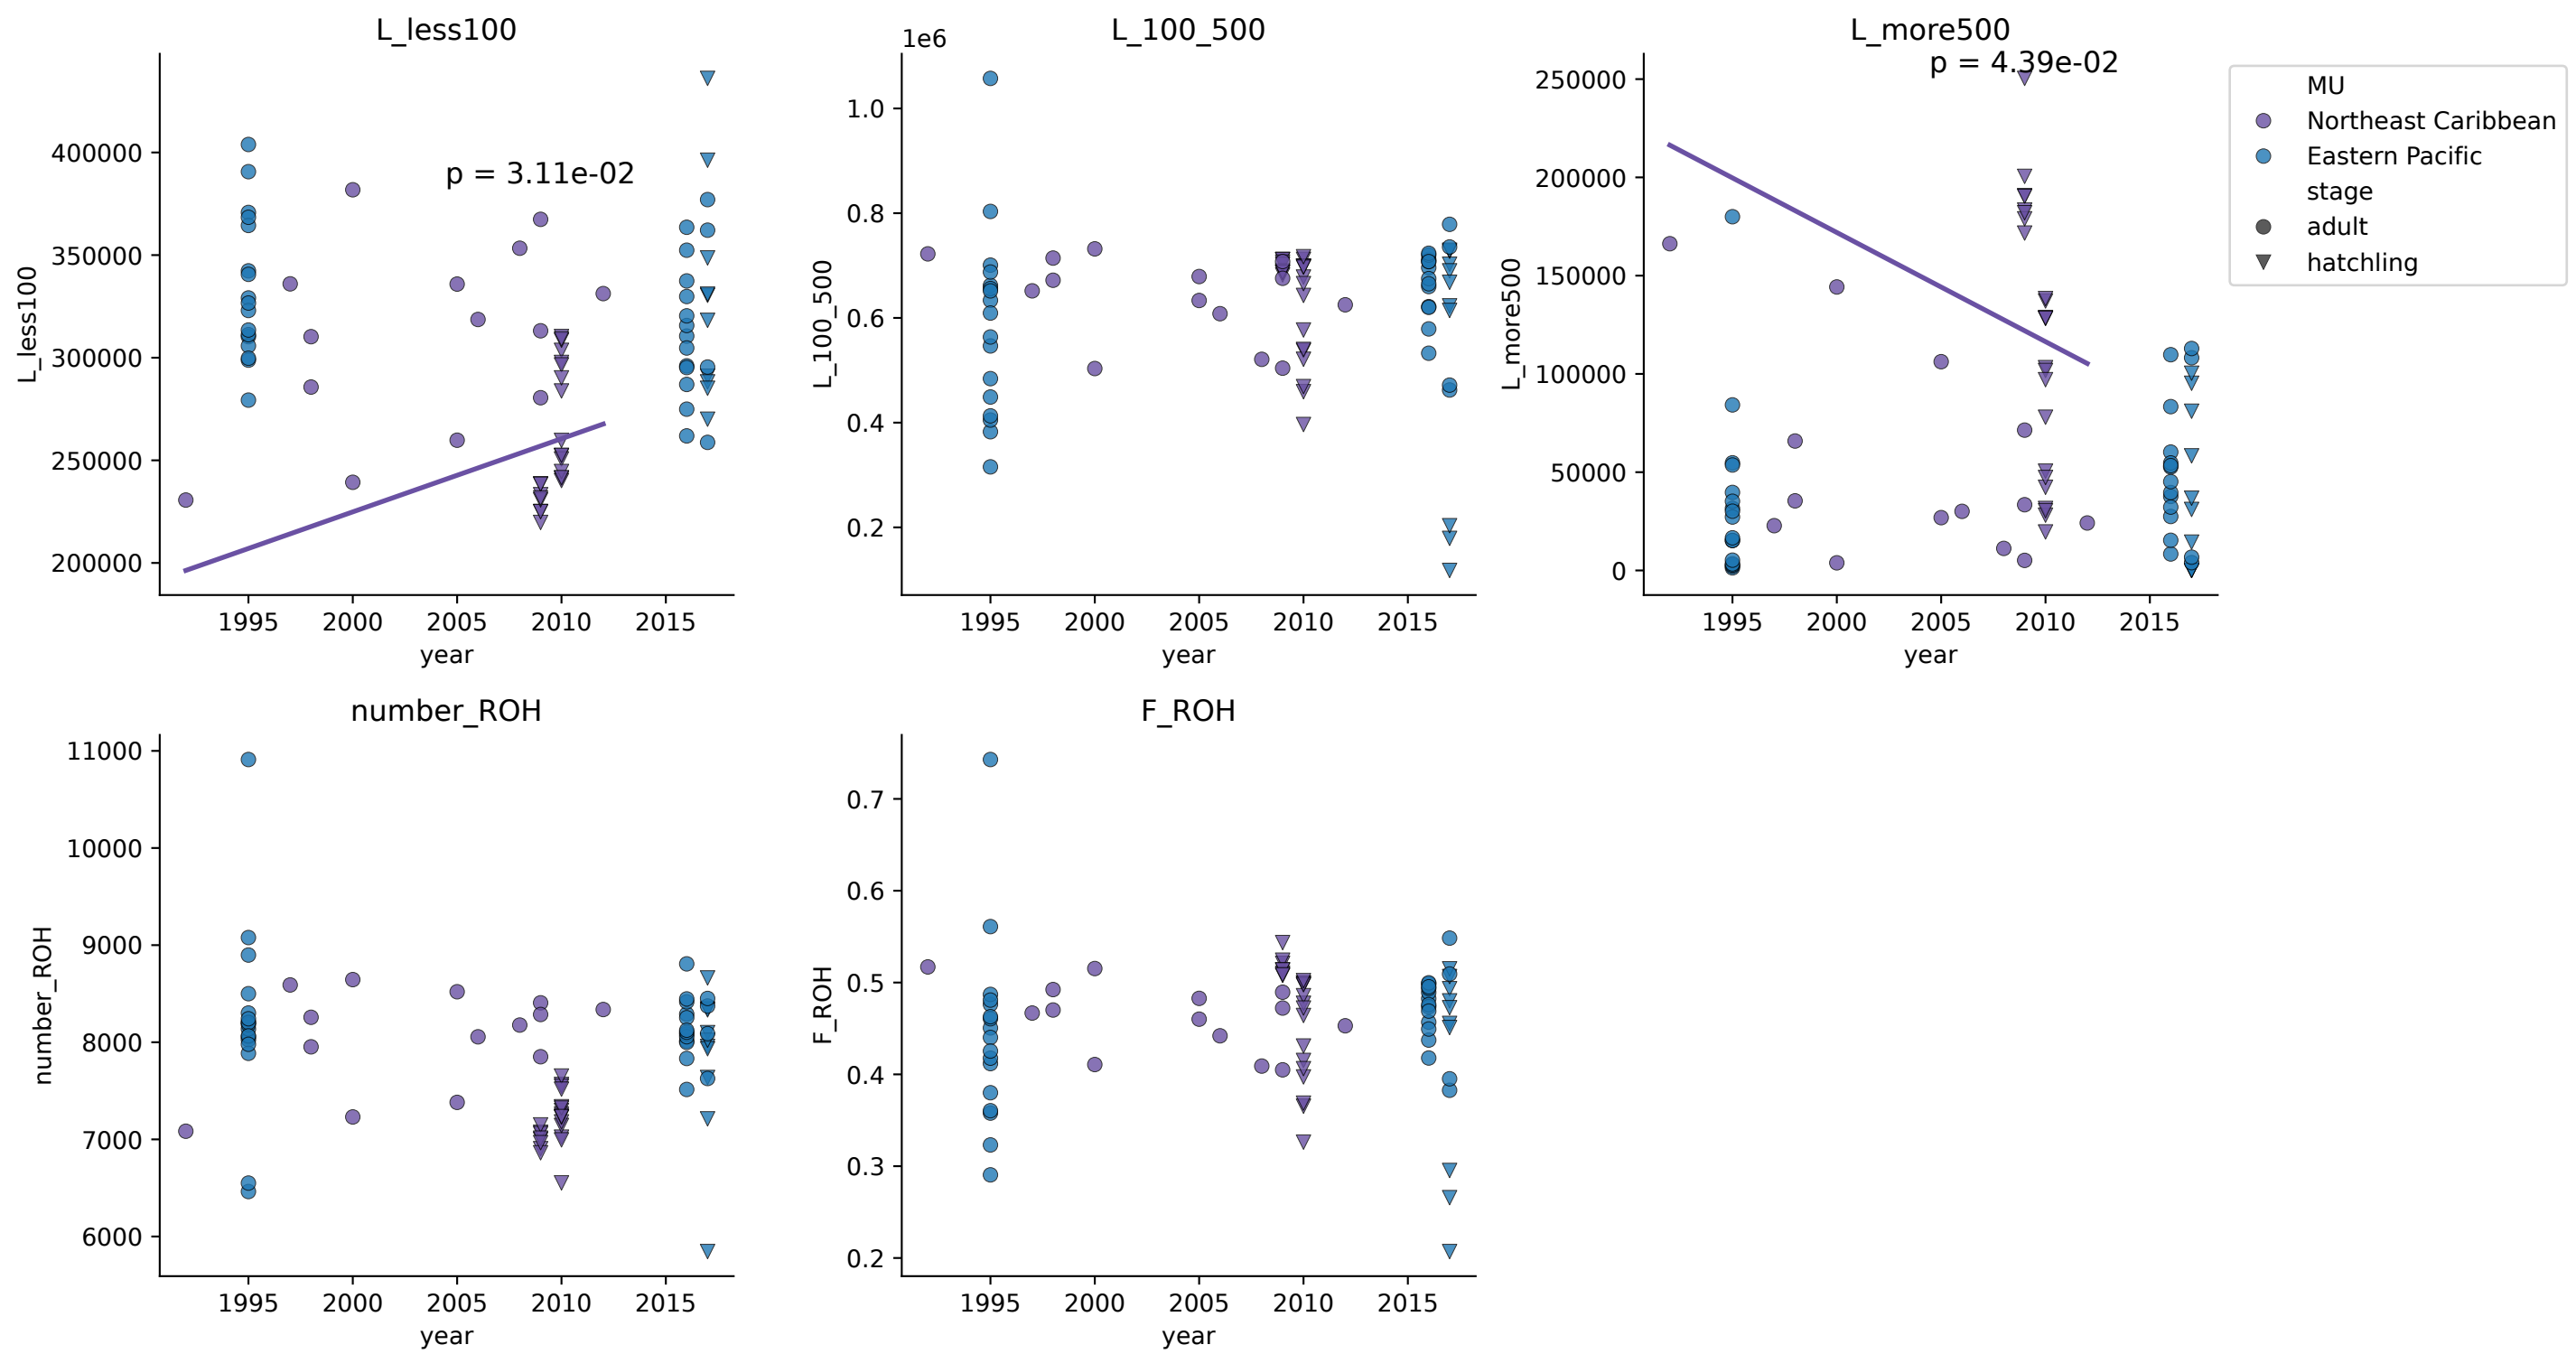 L_less100
L_less100
400000
350000
300000
250000
200000
p = 3.11e-02
1995 2000 2005 2010 2015
year
L_100_500
1e6
L_100_500
1.0
0.8
0.6
0.4
0.2
1995 2000 2005 2010 2015
year
L_more500
p = 4.39e-02
L_more500
250000
200000
150000
100000
50000
0
1995 2000 2005 2010 2015
year
MU
Northeast Caribbean
Eastern Pacific
stage
adult
hatchling
number_ROH
number_ROH
11000
10000
9000
8000
7000
6000
1995 2000 2005 2010 2015
year
F_ROH
F_ROH
0.7
0.6
0.5
0.4
0.3
0.2
1995 2000 2005 2010 2015
year